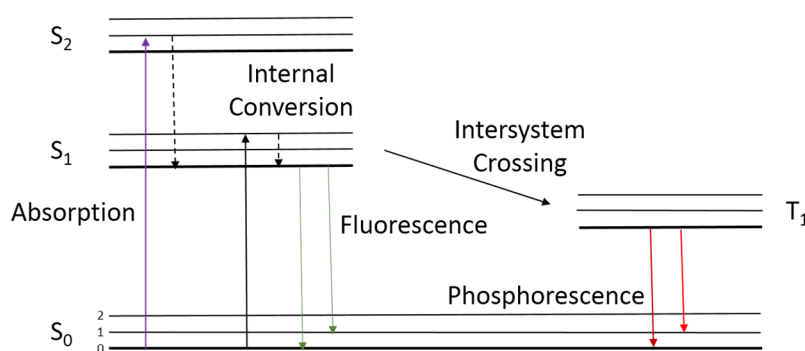 S2
Internal
Conversion
Intersystem
Crossing
S1
T1
Absorption
Fluorescence
Phosphorescence
S0
2
1
0